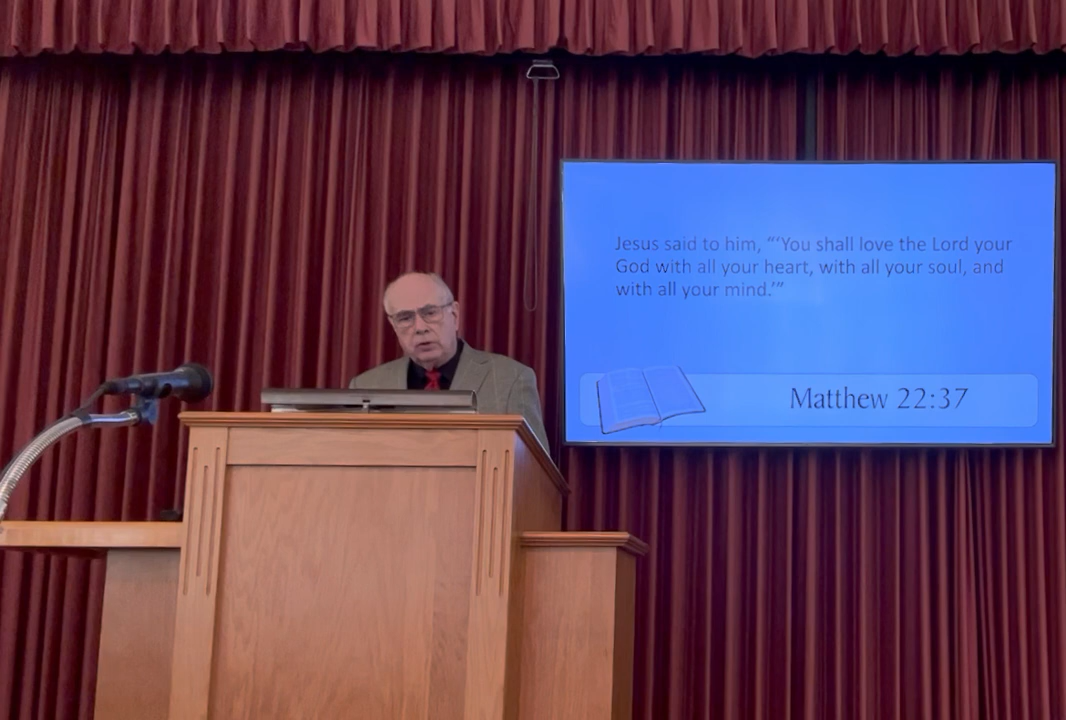 Jesus said to him, “‘You shall love the Lord your
God with all your heart, with all your soul, and
with all your mind.’”
Matthew 22:37